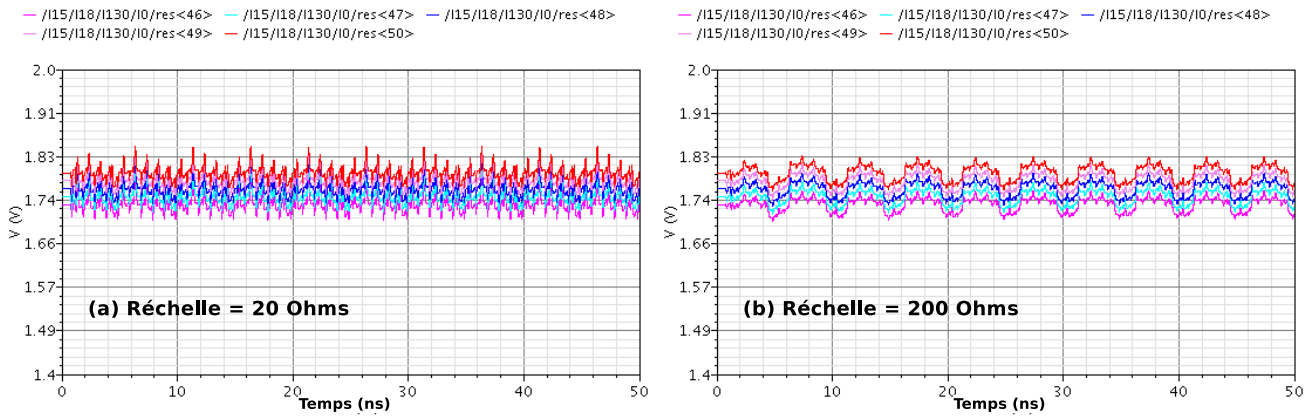 /I15/I18/I130/I0/res<46> /I15/I18/I130/I0/res<47> /I15/I18/I130/I0/res<48>
/I15/I18/I130/I0/res<49> /I15/I18/I130/I0/res<50>
2.0
1.91
1.83
1.74
1.66
1.57
1.49
1.4
V (V)
(a) Réchelle = 20 Ohms
0 10 20 30 40 50
Temps (ns)
/I15/I18/I130/I0/res<46> /I15/I18/I130/I0/res<47> /I15/I18/I130/I0/res<48>
/I15/I18/I130/I0/res<49> /I15/I18/I130/I0/res<50>
2.0
1.91
1.83
1.74
1.66
1.57
1.49
1.4
V (V)
(b) Réchelle = 200 Ohms
0 10 20 30 40 50
Temps (ns)